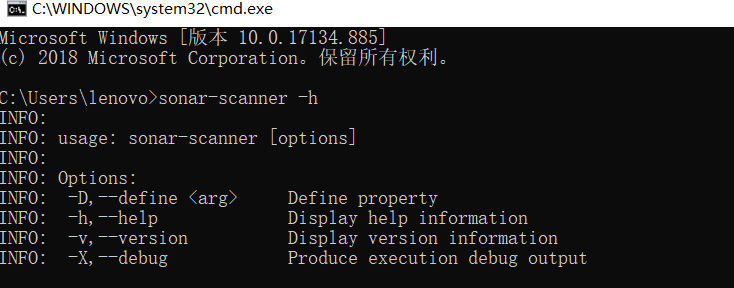 C:\WINDOWS\system32\cmd.exe
Microsoft Windows [版本 10.0.17134.885]
(c) 2018 Microsoft Corporation。保留所有权利。
C:\Users\lenovo>sonar-scanner -h
INFO:
INFO: usage: sonar-scanner [options]
INFO:
INFO: Options:
INFO:  -D,--define <arg>     Define property
INFO:  -h,--help             Display help information
INFO:  -v,--version          Display version information
INFO:  -X,--debug            Produce execution debug output